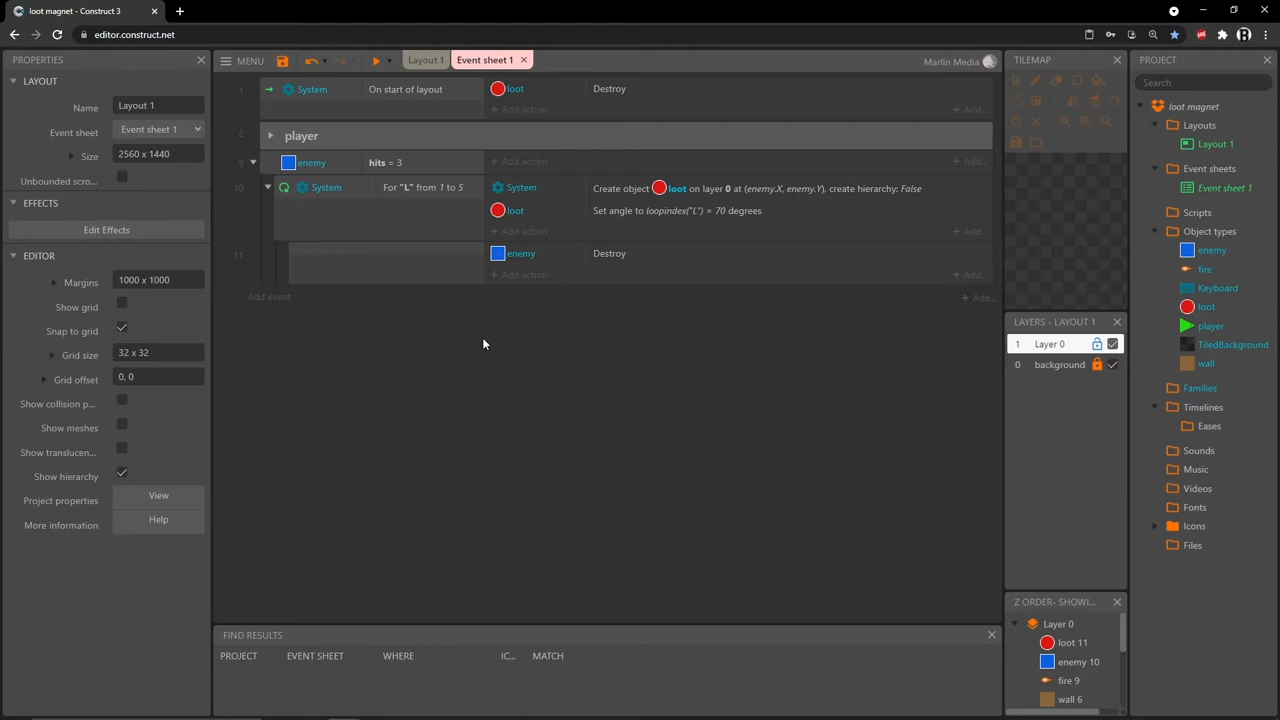 loot magnet - Construct 3
editor.construct.net
PROPERTIES
LAYOUT
Name Layout 1
Event sheet Event sheet 1
Size 2560 x 1440
Unbounded scro...
EFFECTS
Edit Effects
EDITOR
Margins 1000 x 1000
Show grid
Snap to grid
Grid size 32 x 32
Grid offset 0, 0
Show collision p...
Show meshes
Show translucen...
Show hierarchy
Project properties View
More information Help
MENU
Layout 1
Event sheet 1
Marlin Media
1 System On start of layout loot Destroy
+ Add action + Add...
2 player
9 enemy hits = 3 + Add action + Add...
10 System For "L" from 1 to 5 System Create object loot on layer 0 at (enemy.X, enemy.Y), create hierarchy: False
loot Set angle to loopindex("L") × 70 degrees
+ Add action + Add...
11 enemy Destroy
+ Add action + Add...
Add event + Add...
FIND RESULTS
PROJECT EVENT SHEET WHERE IC... MATCH
TILEMAP
LAYERS - LAYOUT 1
1 Layer 0
0 background
Z ORDER- SHOWI...
Layer 0
loot 11
enemy 10
fire 9
wall 6
PROJECT
Search
loot magnet
Layouts
Layout 1
Event sheets
Event sheet 1
Scripts
Object types
enemy
fire
Keyboard
loot
player
TiledBackground
wall
Families
Timelines
Eases
Sounds
Music
Videos
Fonts
Icons
Files